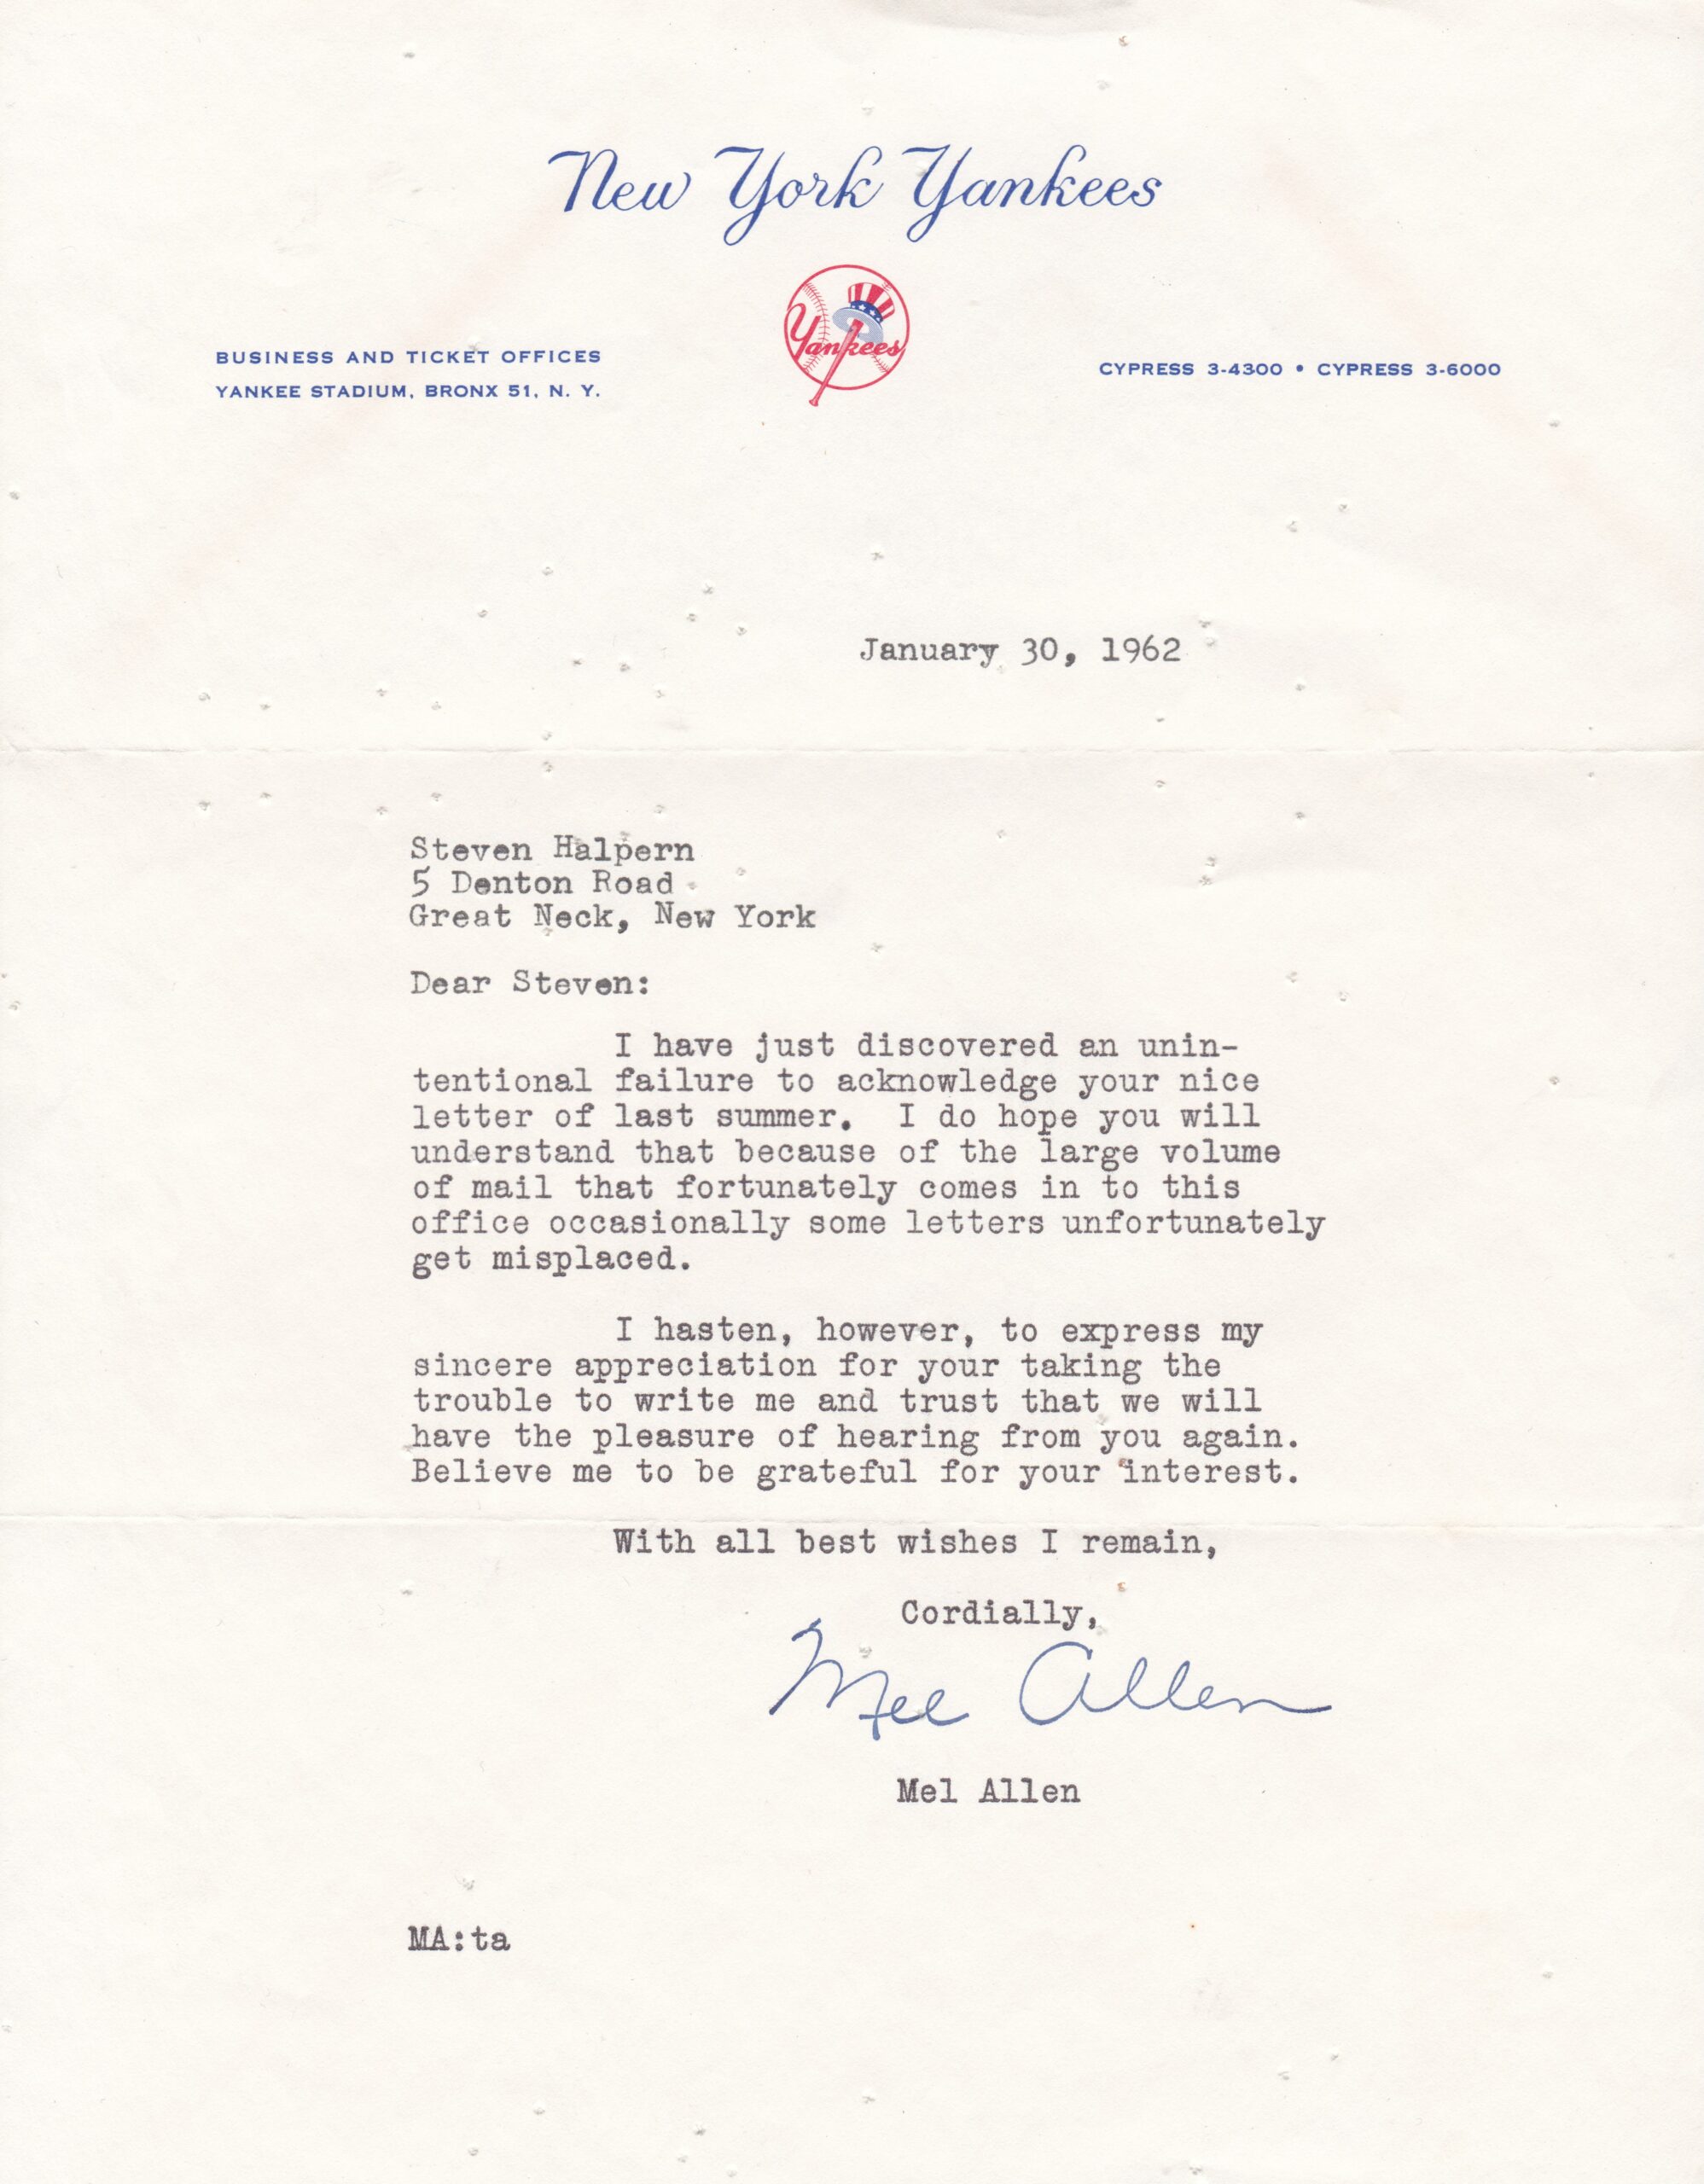 New York Yankees
Yankees
BUSINESS AND TICKET OFFICES
YANKEE STADIUM, BRONX 51, N. Y.
CYPRESS 3-4300 • CYPRESS 3-6000
January 30, 1962
Steven Halpern
5 Denton Road
Great Neck, New York
Dear Steven:
I have just discovered an unin-
tentional failure to acknowledge your nice
letter of last summer. I do hope you will
understand that because of the large volume
of mail that fortunately comes in to this
office occasionally some letters unfortunately
get misplaced.
I hasten, however, to express my
sincere appreciation for your taking the
trouble to write me and trust that we will
have the pleasure of hearing from you again.
Believe me to be grateful for your interest.
With all best wishes I remain,
Cordially,
Mel Allen
Mel Allen
MA:ta